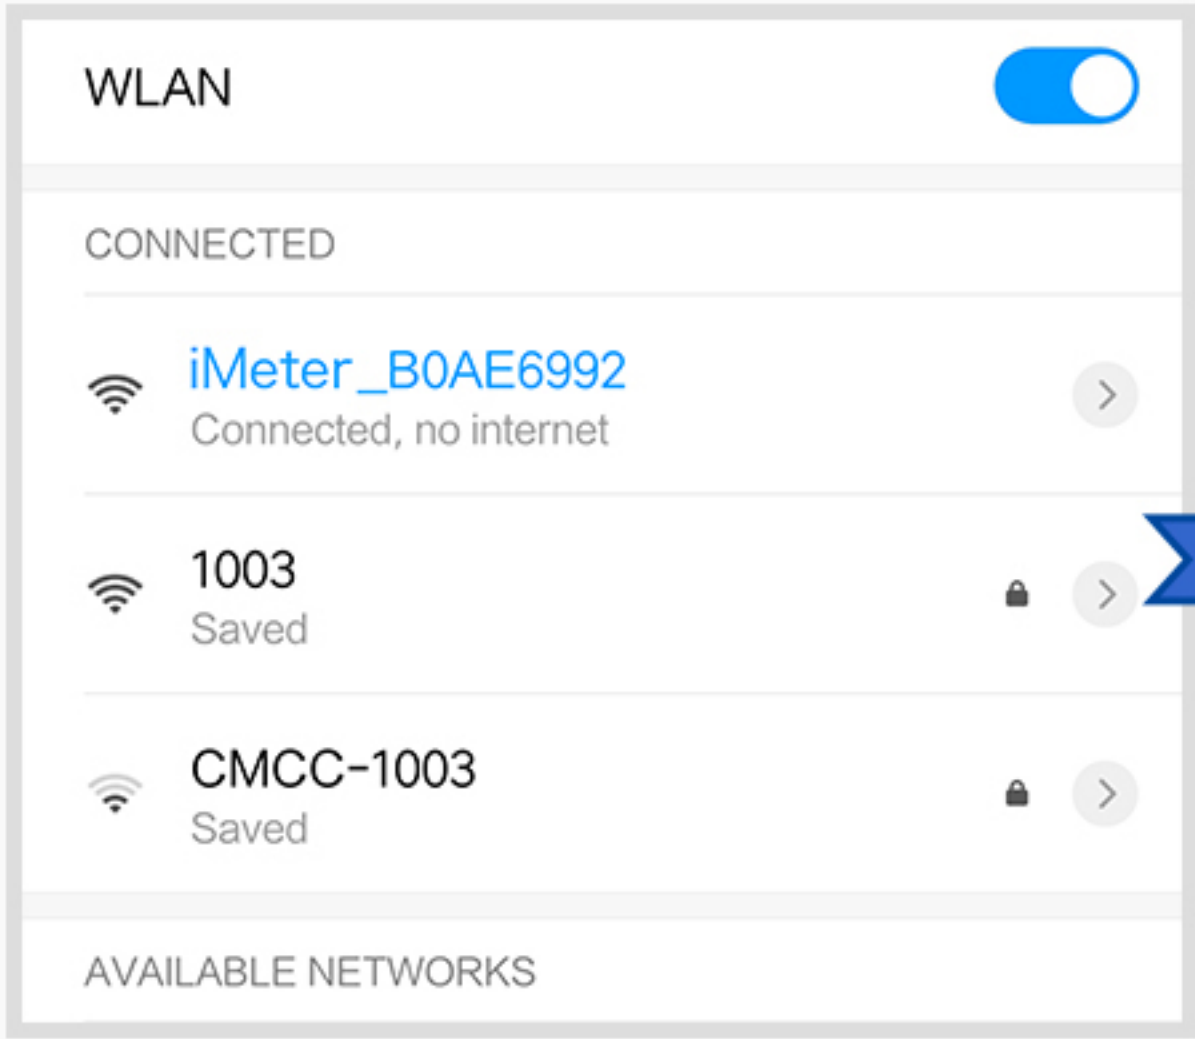 WLAN
CONNECTED
iMeter_B0AE6992
Connected, no internet
1003
Saved
CMCC-1003
Saved
AVAILABLE NETWORKS